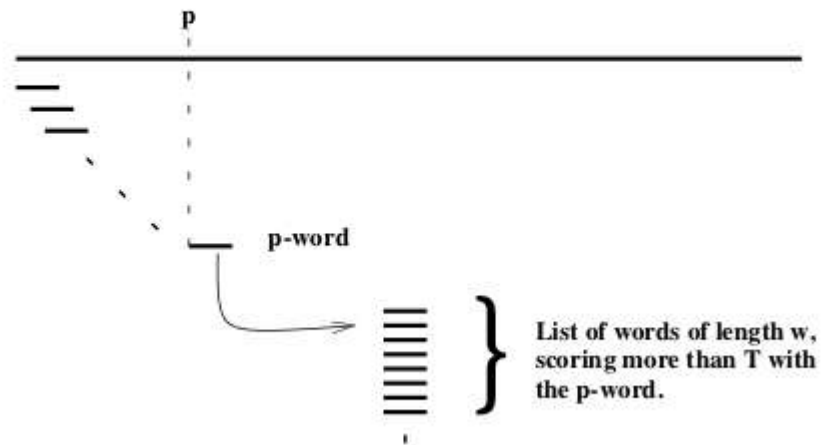 p
p-word
List of words of length w,
scoring more than T with
the p-word.